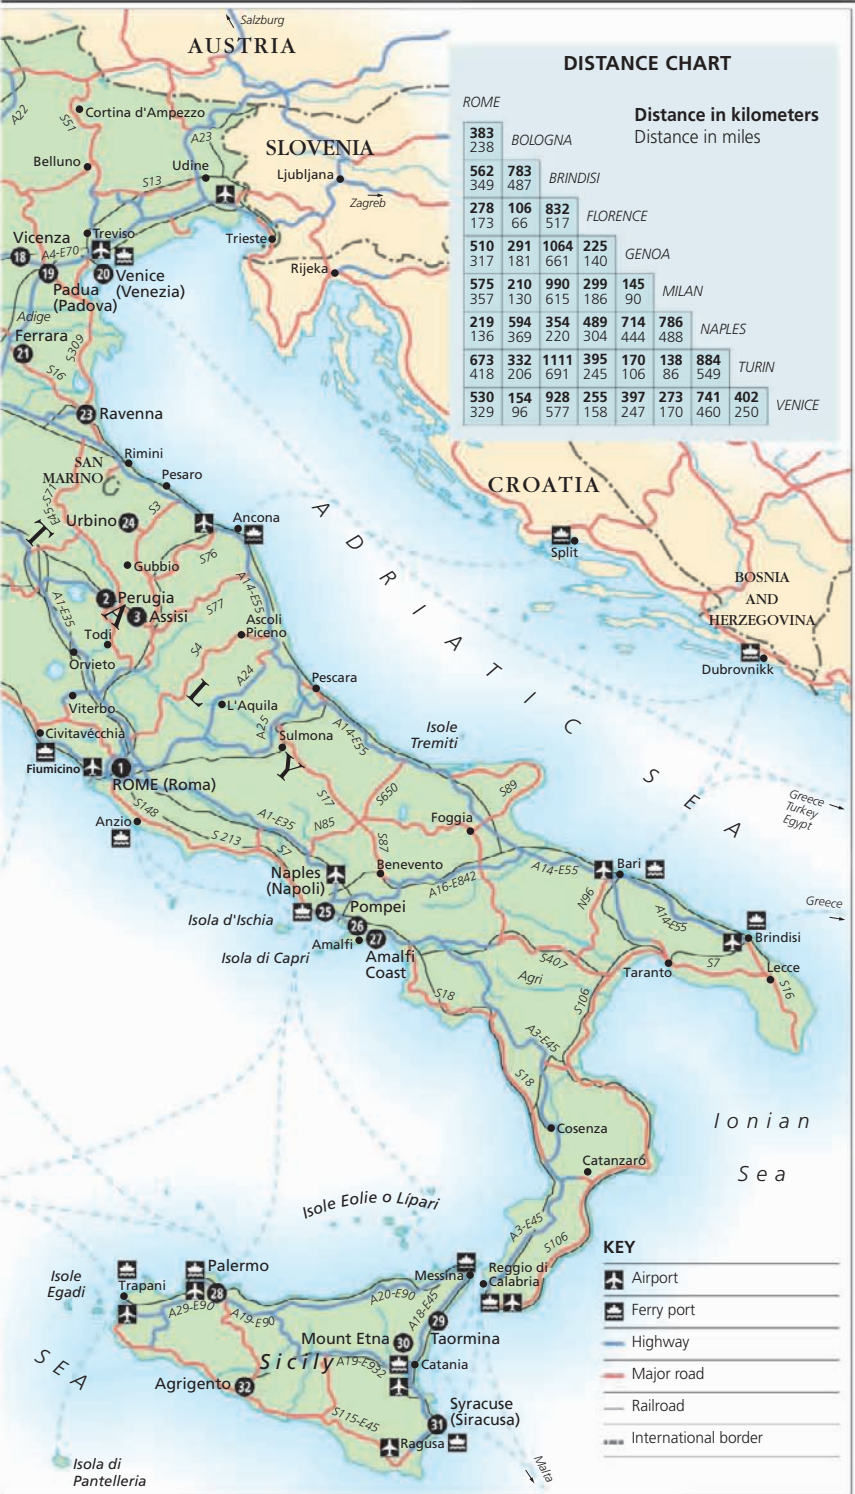 Salzburg
AUSTRIA
A22
S51
Cortina d'Ampezzo
A23
SLOVENIA
Belluno
Udine
Ljubljana
S13
Zagreb
Treviso
Trieste
Vicenza
18
A4-E70
19
20
Venice
(Venezia)
Rijeka
Padua
(Padova)
Adige
Ferrara
21
S309
S16
23
Ravenna
DISTANCE CHART
ROME
Distance in kilometers
Distance in miles
383
238
BOLOGNA
562 783
349 487
BRINDISI
278 106 832
173 66 517
FLORENCE
510 291 1064 225
317 181 661 140
GENOA
575 210 990 299 145
357 130 615 186 90
MILAN
219 594 354 489 714 786
136 369 220 304 444 488
NAPLES
673 332 1111 395 170 138 884
418 206 691 245 106 86 549
TURIN
530 154 928 255 397 273 741 402
329 96 577 158 247 170 460 250
VENICE
Rimini
SAN
MARINO
Pesaro
CROATIA
E45-S71
S3
Urbino 24
Ancona
ADRIATIC SEA
Split
ITALY
S76
Gubbio
BOSNIA
AND
HERZEGOVINA
A1-E35
2 Perugia
A14-E55
3 Assisi
S77
Ascoli
Piceno
Todi
S4
Orvieto
Dubrovnikk
A24
Pescara
Viterbo
L'Aquila
Civitavécchia
A25
Sulmona
A14-E55
Isole
Tremiti
Fiumicino
1
ROME (Roma)
S148
S17
S650
S89
Greece
Turkey
Egypt
Anzio
A1-E35
N85
Foggia
S 213
S7
S87
Benevento
Naples
(Napoli)
A16-E842
A14-E55
Bari
N96
Greece
Isola d'Ischia
25
Pompei
26
A14-E55
Brindisi
Isola di Capri
Amalfi
27
Amalfi
Coast
S407
Taranto
S7
Lecce
Agri
S16
S18
S106
A3-E45
S18
Ionian
Sea
Cosenza
Catanzaro
Isole Eolie o Lípari
A3-E45
S106
Isole
Egadi
Trapani
Palermo
28
Messina
Reggio di
Calabria
A29-E90
A19-E90
A20-E90
A18-E45
29
Taormina
Mount Etna 30
SEA
Sicily
A19-E932
Catania
Agrigento 32
Syracuse
(Siracusa)
31
S115-E45
Ragusa
Isola di
Pantelleria
Malta
KEY
Airport
Ferry port
Highway
Major road
Railroad
International border